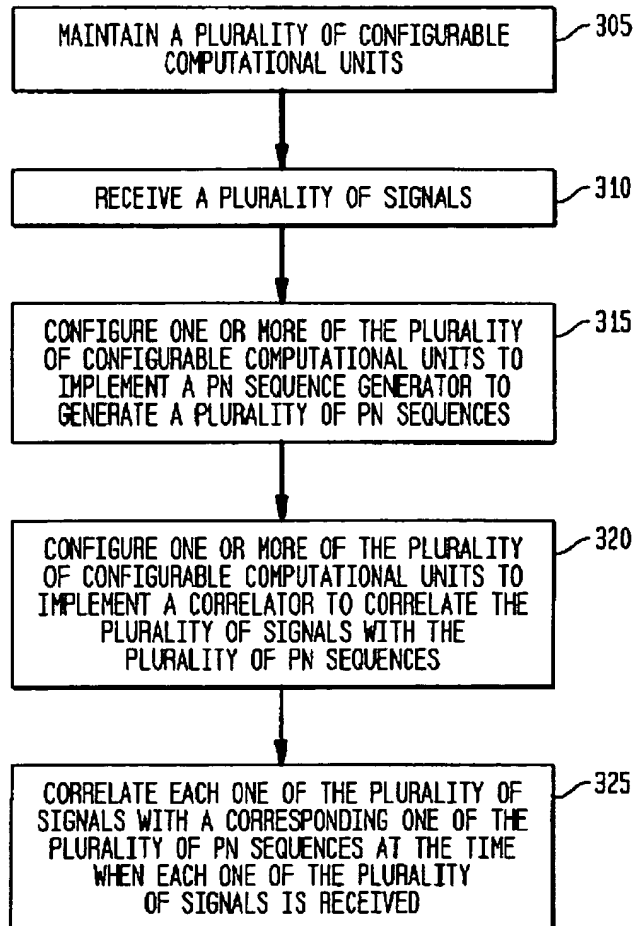 MAINTAIN A PLURALITY OF CONFIGURABLE
COMPUTATIONAL UNITS
305
RECEIVE A PLURALITY OF SIGNALS
310
CONFIGURE ONE OR MORE OF THE PLURALITY
OF CONFIGURABLE COMPUTATIONAL UNITS TO
IMPLEMENT A PN SEQUENCE GENERATOR TO
GENERATE A PLURALITY OF PN SEQUENCES
315
CONFIGURE ONE OR MORE OF THE PLURALITY
OF CONFIGURABLE COMPUTATIONAL UNITS TO
IMPLEMENT A CORRELATOR TO CORRELATE THE
PLURALITY OF SIGNALS WITH THE
PLURALITY OF PN SEQUENCES
320
CORRELATE EACH ONE OF THE PLURALITY OF
SIGNALS WITH A CORRESPONDING ONE OF THE
PLURALITY OF PN SEQUENCES AT THE TIME
WHEN EACH ONE OF THE PLURALITY
OF SIGNALS IS RECEIVED
325